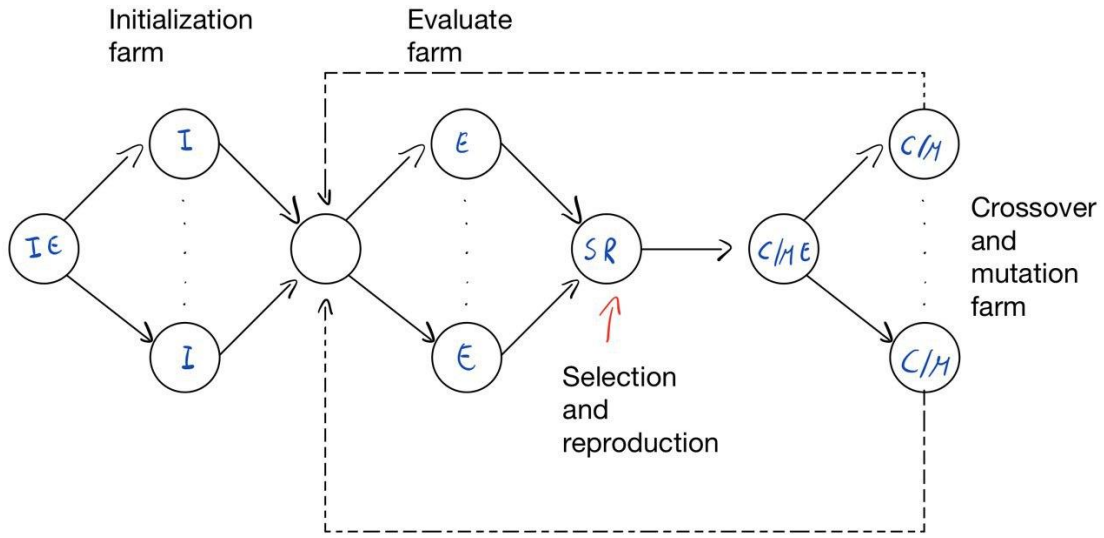 Initialization
farm
Evaluate
farm
I
E
C/M
IE
SR
C/ME
Crossover
and
mutation
farm
I
E
C/M
Selection
and
reproduction